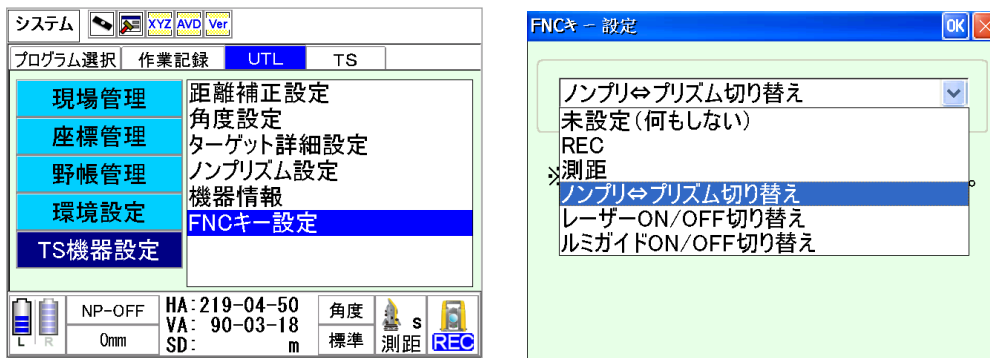 システム XYZ AVD Ver
プログラム選択 作業記録 UTL TS
現場管理
座標管理
野帳管理
環境設定
TS機器設定
距離補正設定
角度設定
ターゲット詳細設定
ノンプリズム設定
機器情報
FNCキー設定
L R
NP-OFF
0mm
HA:219-04-50
VA: 90-03-18
SD: m
角度
標準
S
測距
REC
FNCキー 設定 OK
ノンプリ⇔プリズム切り替え
未設定(何もしない)
REC
※測距
ノンプリ⇔プリズム切り替え 。
レーザーON/OFF切り替え
ルミガイドON/OFF切り替え